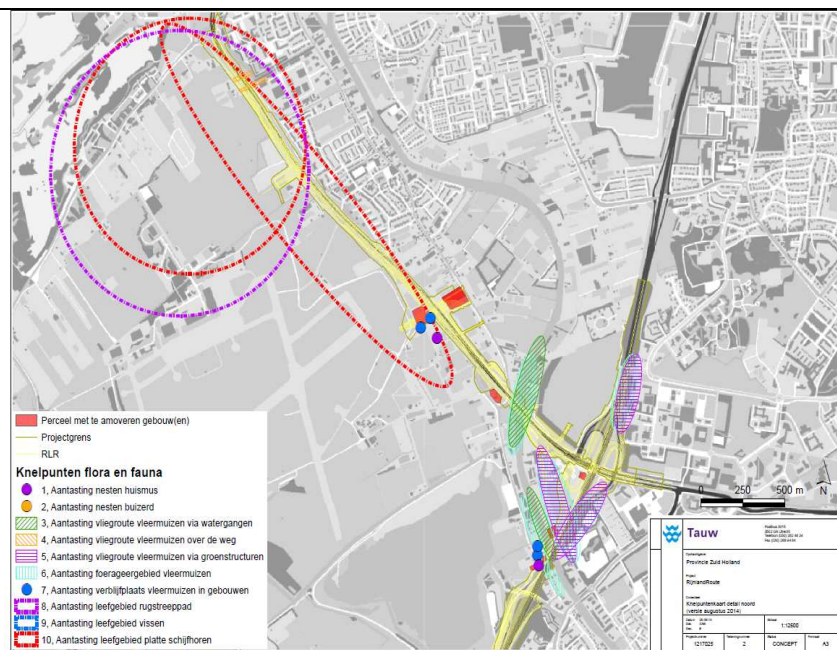 0 250 500 m
N
Perceel met te amoveren gebouw(en)
Projectgrens
RLR
Knelpunten flora en fauna
1, Aantasting nesten huismus
2, Aantasting nesten buizerd
3, Aantasting vliegroute vleermuizen via watergangen
4, Aantasting vliegroute vleermuizen over de weg
5, Aantasting vliegroute vleermuizen via groenstructuren
6, Aantasting foerageergebied vleermuizen
7, Aantasting verblijfplaats vleermuizen in gebouwen
8, Aantasting leefgebied rugstreeppad
9, Aantasting leefgebied vissen
10, Aantasting leefgebied platte schijfhoren
Tauw
Provincie Zuid Holland
Project
RijnlandRoute
Knelpuntenkaart detail noord
(versie augustus 2014)
1:12500
1217025 2 CONCEPT A3